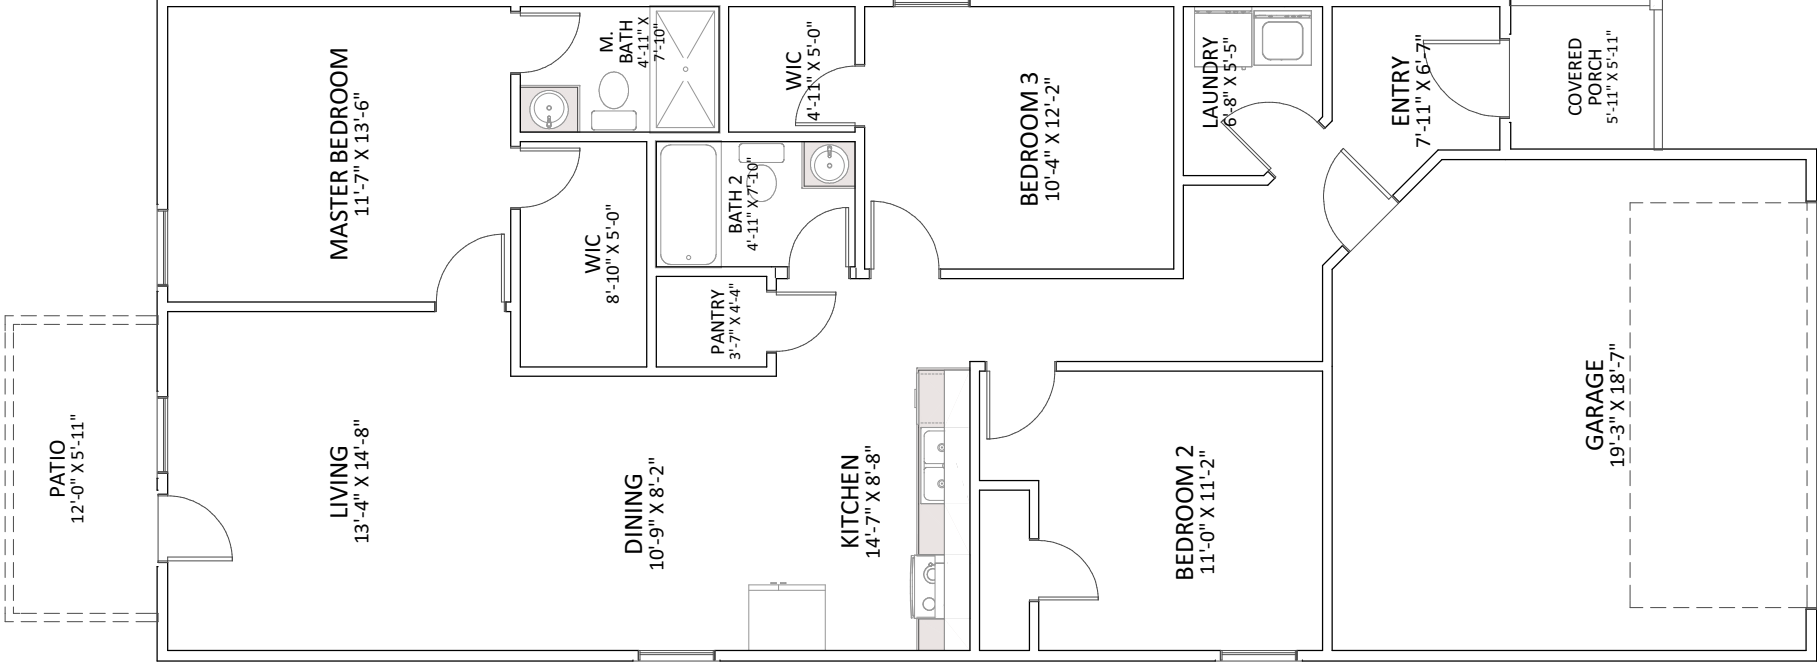 MASTER BEDROOM
11'-7" X 13'-6"
M.
BATH
4'-11" X
7'-10"
WIC
4'-11" X 5'-0"
BEDROOM 3
10'-4" X 12'-2"
LAUNDRY
6'-8" X 5'-5"
ENTRY
7'-11" X 6'-7"
COVERED
PORCH
5'-11" X 5'-11"
WIC
8'-10" X 5'-0"
BATH 2
4'-11" X 7'-10"
PANTRY
3'-7" X 4'-4"
PATIO
12'-0" X 5'-11"
LIVING
13'-4" X 14'-8"
DINING
10'-9" X 8'-2"
KITCHEN
14'-7" X 8'-8"
BEDROOM 2
11'-0" X 11'-2"
GARAGE
19'-3" X 18'-7"